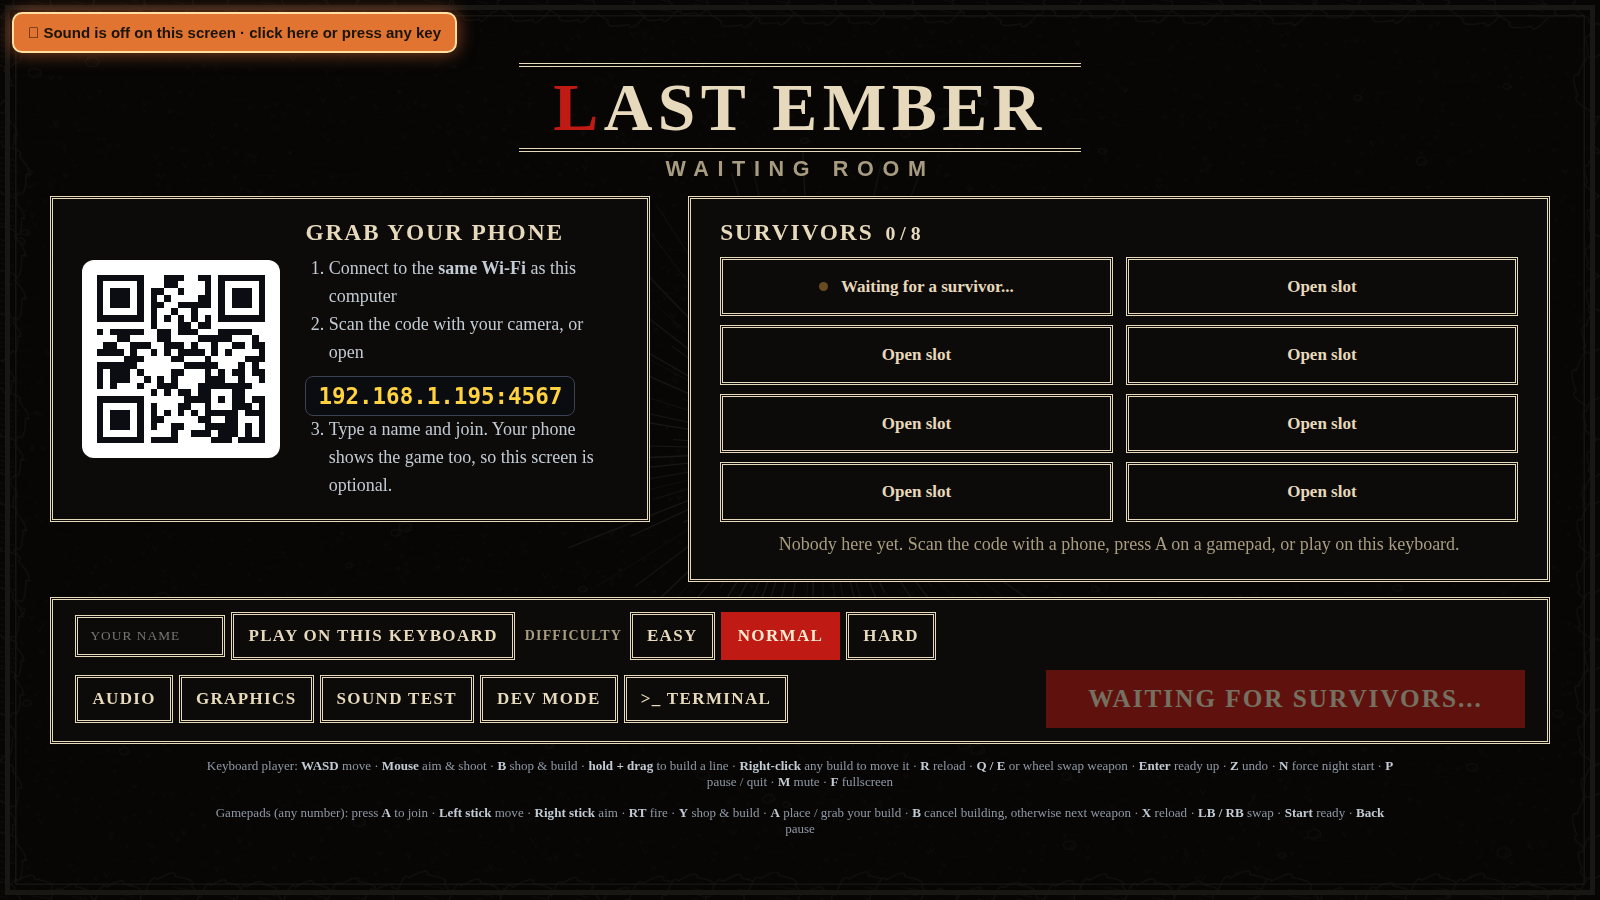 Sound is off on this screen · click here or press any key
LAST EMBER
WAITING ROOM
GRAB YOUR PHONE
1. Connect to the same Wi-Fi as this
computer
2. Scan the code with your camera, or
open
192.168.1.195:4567
3. Type a name and join. Your phone
shows the game too, so this screen is
optional.
SURVIVORS 0 / 8
Waiting for a survivor...
Open slot
Open slot
Open slot
Open slot
Open slot
Open slot
Open slot
Nobody here yet. Scan the code with a phone, press A on a gamepad, or play on this keyboard.
YOUR NAME
PLAY ON THIS KEYBOARD
DIFFICULTY
EASY
NORMAL
HARD
AUDIO
GRAPHICS
SOUND TEST
DEV MODE
>_ TERMINAL
WAITING FOR SURVIVORS...
Keyboard player: WASD move · Mouse aim & shoot · B shop & build · hold + drag to build a line · Right-click any build to move it · R reload · Q / E or wheel swap weapon · Enter ready up · Z undo · N force night start · P
pause / quit · M mute · F fullscreen
Gamepads (any number): press A to join · Left stick move · Right stick aim · RT fire · Y shop & build · A place / grab your build · B cancel building, otherwise next weapon · X reload · LB / RB swap · Start ready · Back
pause